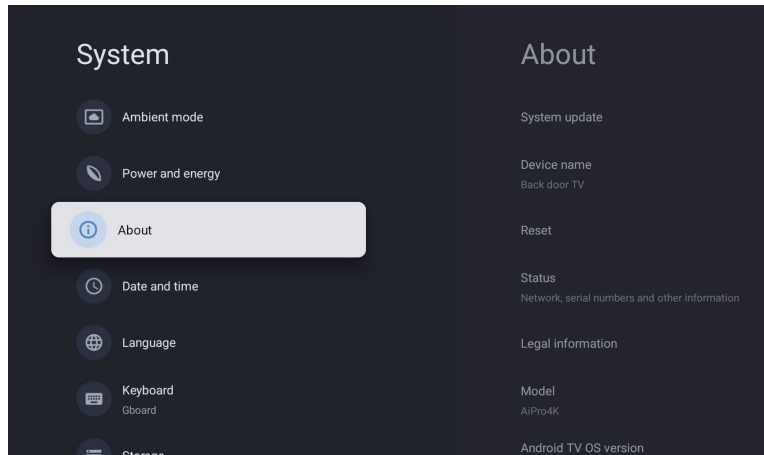 System
Ambient mode
Power and energy
About
Date and time
Language
Keyboard
Gboard
Storage
About
System update
Device name
Back door TV
Reset
Status
Network, serial numbers and other information
Legal information
Model
AiPro4K
Android TV OS version